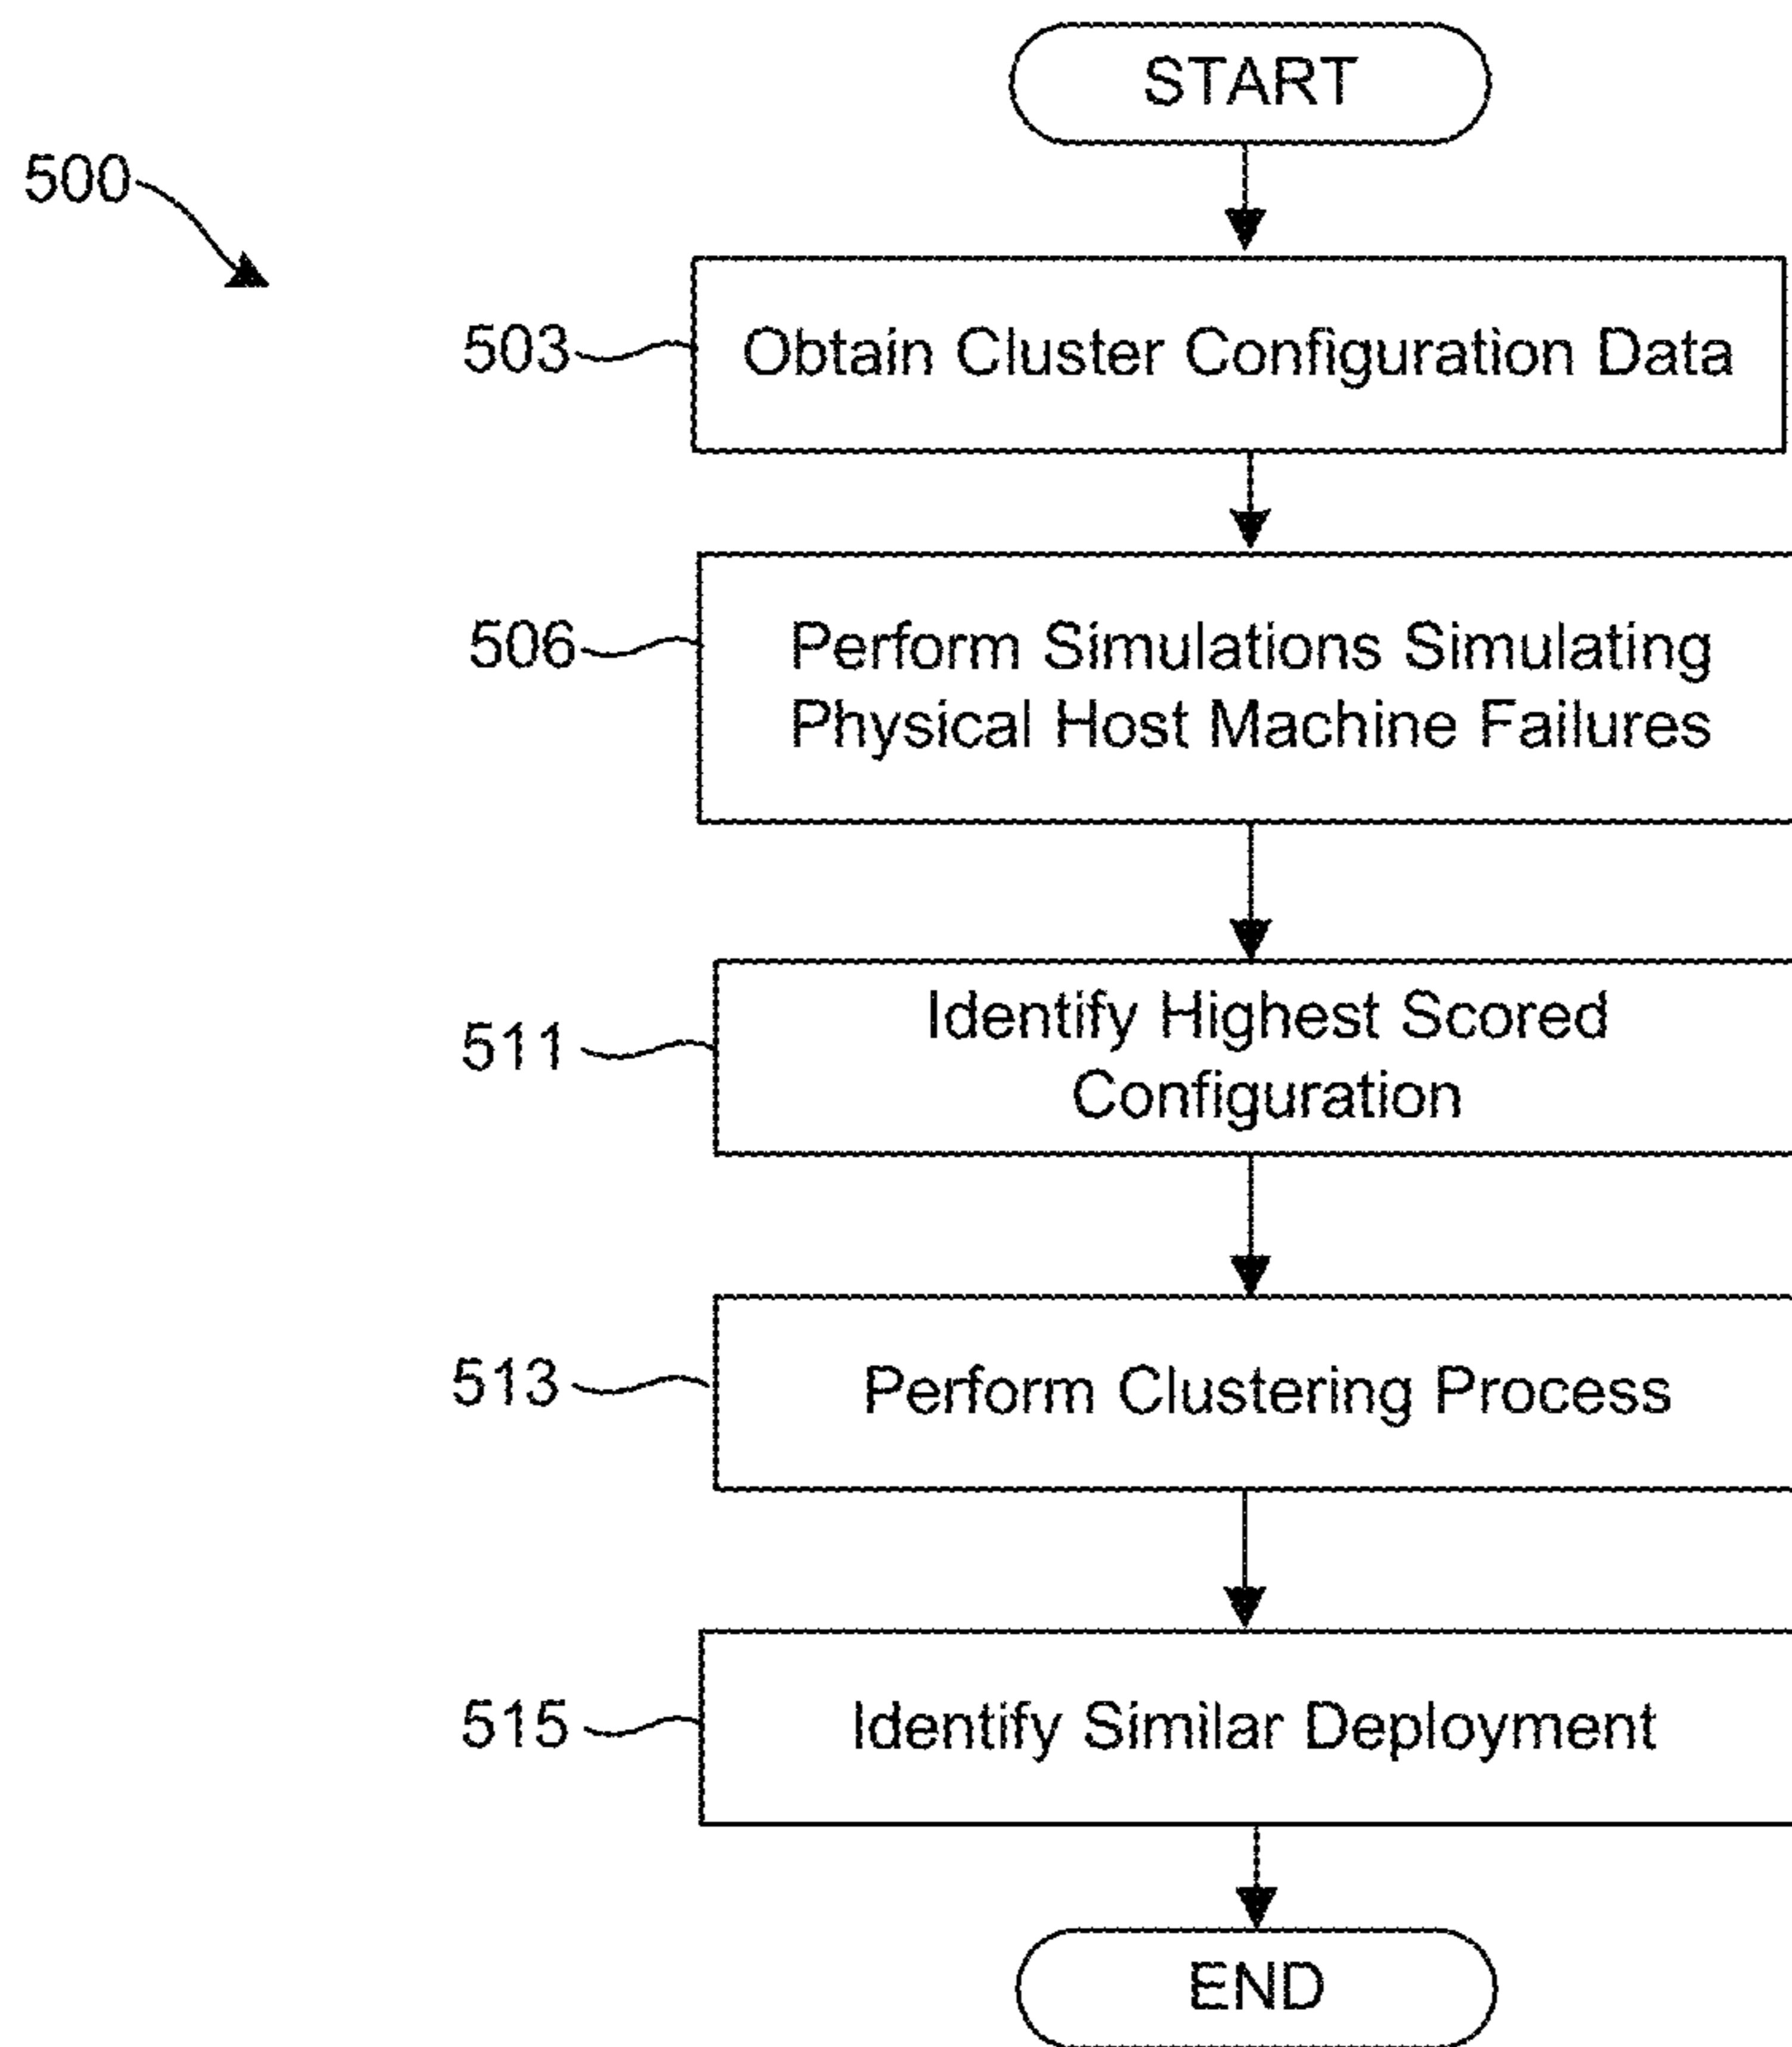 START
500
503
Obtain Cluster Configuration Data
506
Perform Simulations Simulating
Physical Host Machine Failures
511
Identify Highest Scored
Configuration
513
Perform Clustering Process
515
Identify Similar Deployment
END